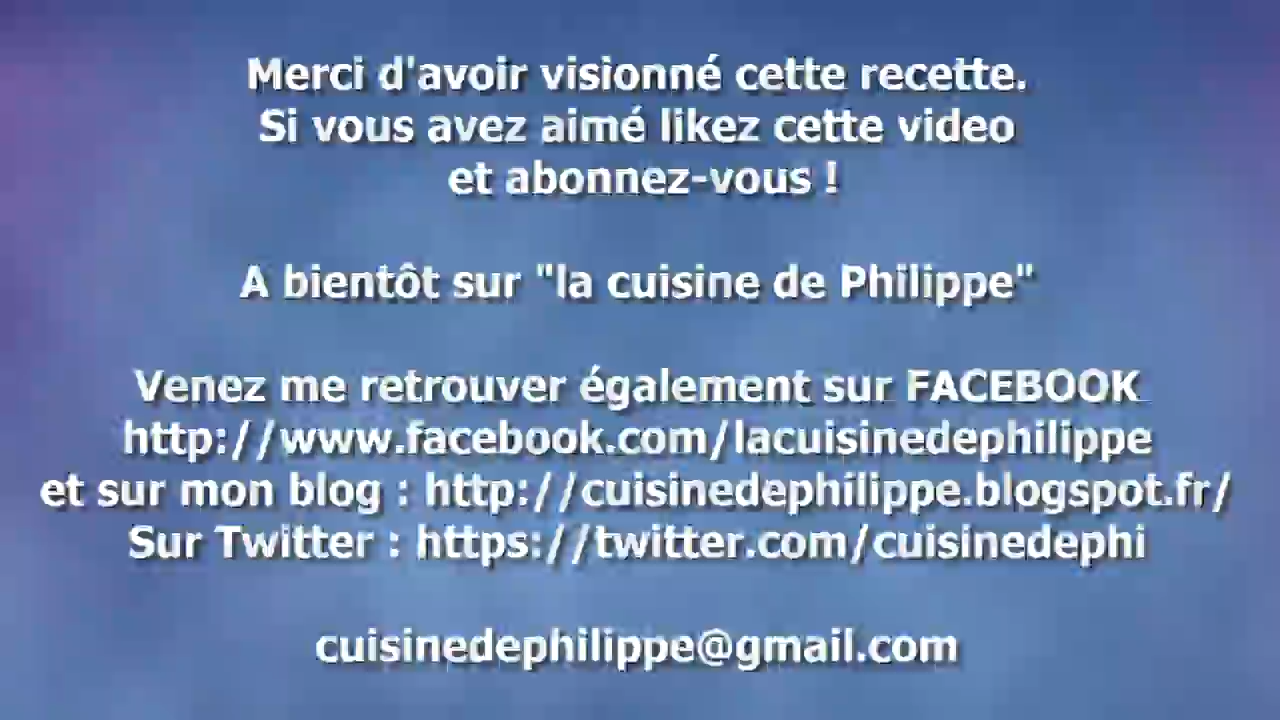 Merci d'avoir visionné cette recette.
Si vous avez aimé likez cette video
et abonnez-vous !
A bientôt sur "la cuisine de Philippe"
Venez me retrouver également sur FACEBOOK
http://www.facebook.com/lacuisinedephilippe
et sur mon blog : http://cuisinedephilippe.blogspot.fr/
Sur Twitter : https://twitter.com/cuisinedephi
cuisinedephilippe@gmail.com